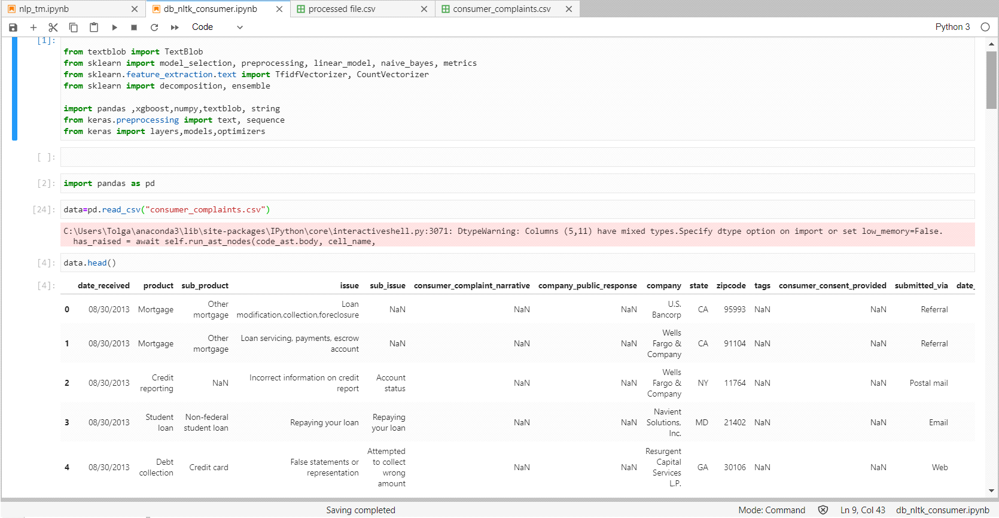 nlp_tm.ipynb
db_nltk_consumer.ipynb
processed file.csv
consumer_complaints.csv
Code
Python 3
[1]:
from textblob import TextBlob
from sklearn import model_selection, preprocessing, linear_model, naive_bayes, metrics
from sklearn.feature_extraction.text import TfidfVectorizer, CountVectorizer
from sklearn import decomposition, ensemble
import pandas ,xgboost,numpy,textblob, string
from keras.preprocessing import text, sequence
from keras import layers,models,optimizers
[ ]:
[2]: import pandas as pd
[24]: data=pd.read_csv("consumer_complaints.csv")
C:\Users\Tolga\anaconda3\lib\site-packages\IPython\core\interactiveshell.py:3071: DtypeWarning: Columns (5,11) have mixed types.Specify dtype option on import or set low_memory=False.
has_raised = await self.run_ast_nodes(code_ast.body, cell_name,
[4]: data.head()
[4]: date_received product sub_product issue sub_issue consumer_complaint_narrative company_public_response company state zipcode tags consumer_consent_provided submitted_via date_
0 08/30/2013 Mortgage Other mortgage Loan modification,collection,foreclosure NaN NaN NaN U.S. Bancorp CA 95993 NaN NaN Referral
1 08/30/2013 Mortgage Other mortgage Loan servicing, payments, escrow account NaN NaN NaN Wells Fargo & Company CA 91104 NaN NaN Referral
2 08/30/2013 Credit reporting NaN Incorrect information on credit report Account status NaN NaN Wells Fargo & Company NY 11764 NaN NaN Postal mail
3 08/30/2013 Student loan Non-federal student loan Repaying your loan Repaying your loan NaN NaN Navient Solutions, Inc. MD 21402 NaN NaN Email
4 08/30/2013 Debt collection Credit card False statements or representation Attempted to collect wrong amount NaN NaN Resurgent Capital Services L.P. GA 30106 NaN NaN Web
Saving completed
Mode: Command
Ln 9, Col 43
db_nltk_consumer.ipynb